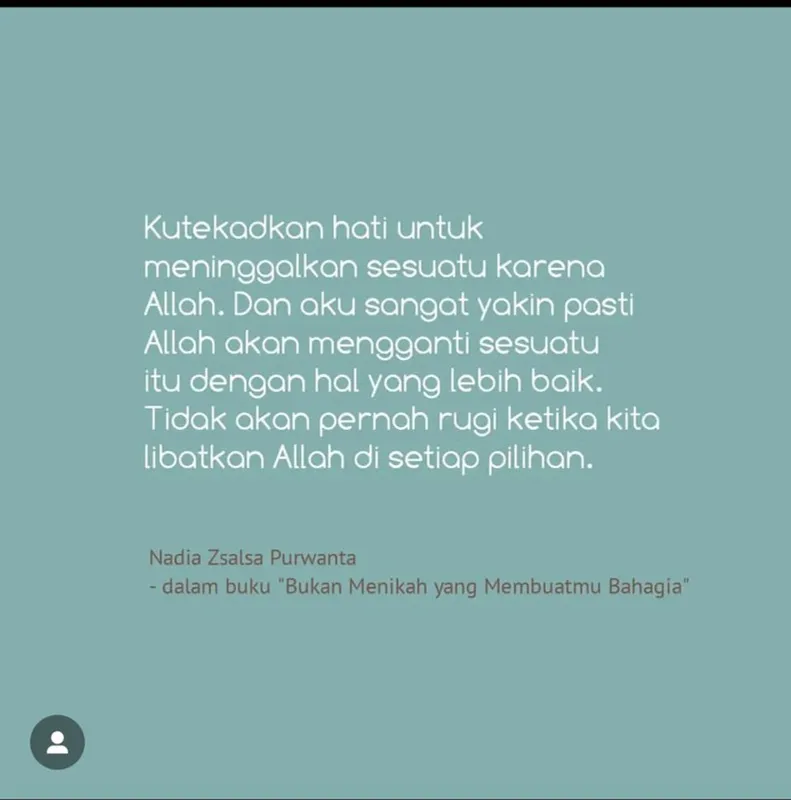 Kutekadkan hati untuk
meninggalkan sesuatu karena
Allah. Dan aku sangat yakin pasti
Allah akan mengganti sesuatu
itu dengan hal yang lebih baik.
Tidak akan pernah rugi ketika kita
libatkan Allah di setiap pilihan.
Nadia Zsalsa Purwanta
- dalam buku "Bukan Menikah yang Membuatmu Bahagia"